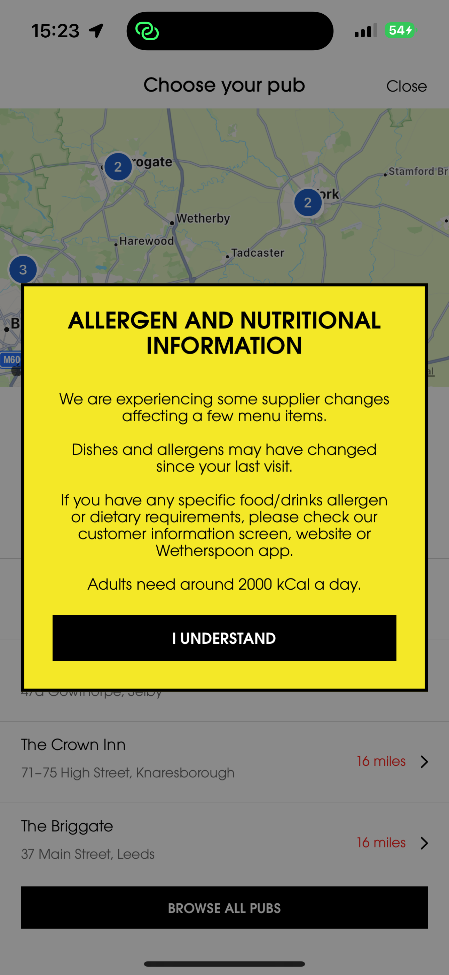 15:23
54
Choose your pub
Close
2
rogate
2
ork
Stamford Br
Wetherby
Harewood
Tadcaster
3
B
M60
ALLERGEN AND NUTRITIONAL
INFORMATION
We are experiencing some supplier changes
affecting a few menu items.
Dishes and allergens may have changed
since your last visit.
If you have any specific food/drinks allergen
or dietary requirements, please check our
customer information screen, website or
Wetherspoon app.
Adults need around 2000 kCal a day.
I UNDERSTAND
47a Gowthorpe, Selby
The Crown Inn
16 miles
71–75 High Street, Knaresborough
The Briggate
16 miles
37 Main Street, Leeds
BROWSE ALL PUBS